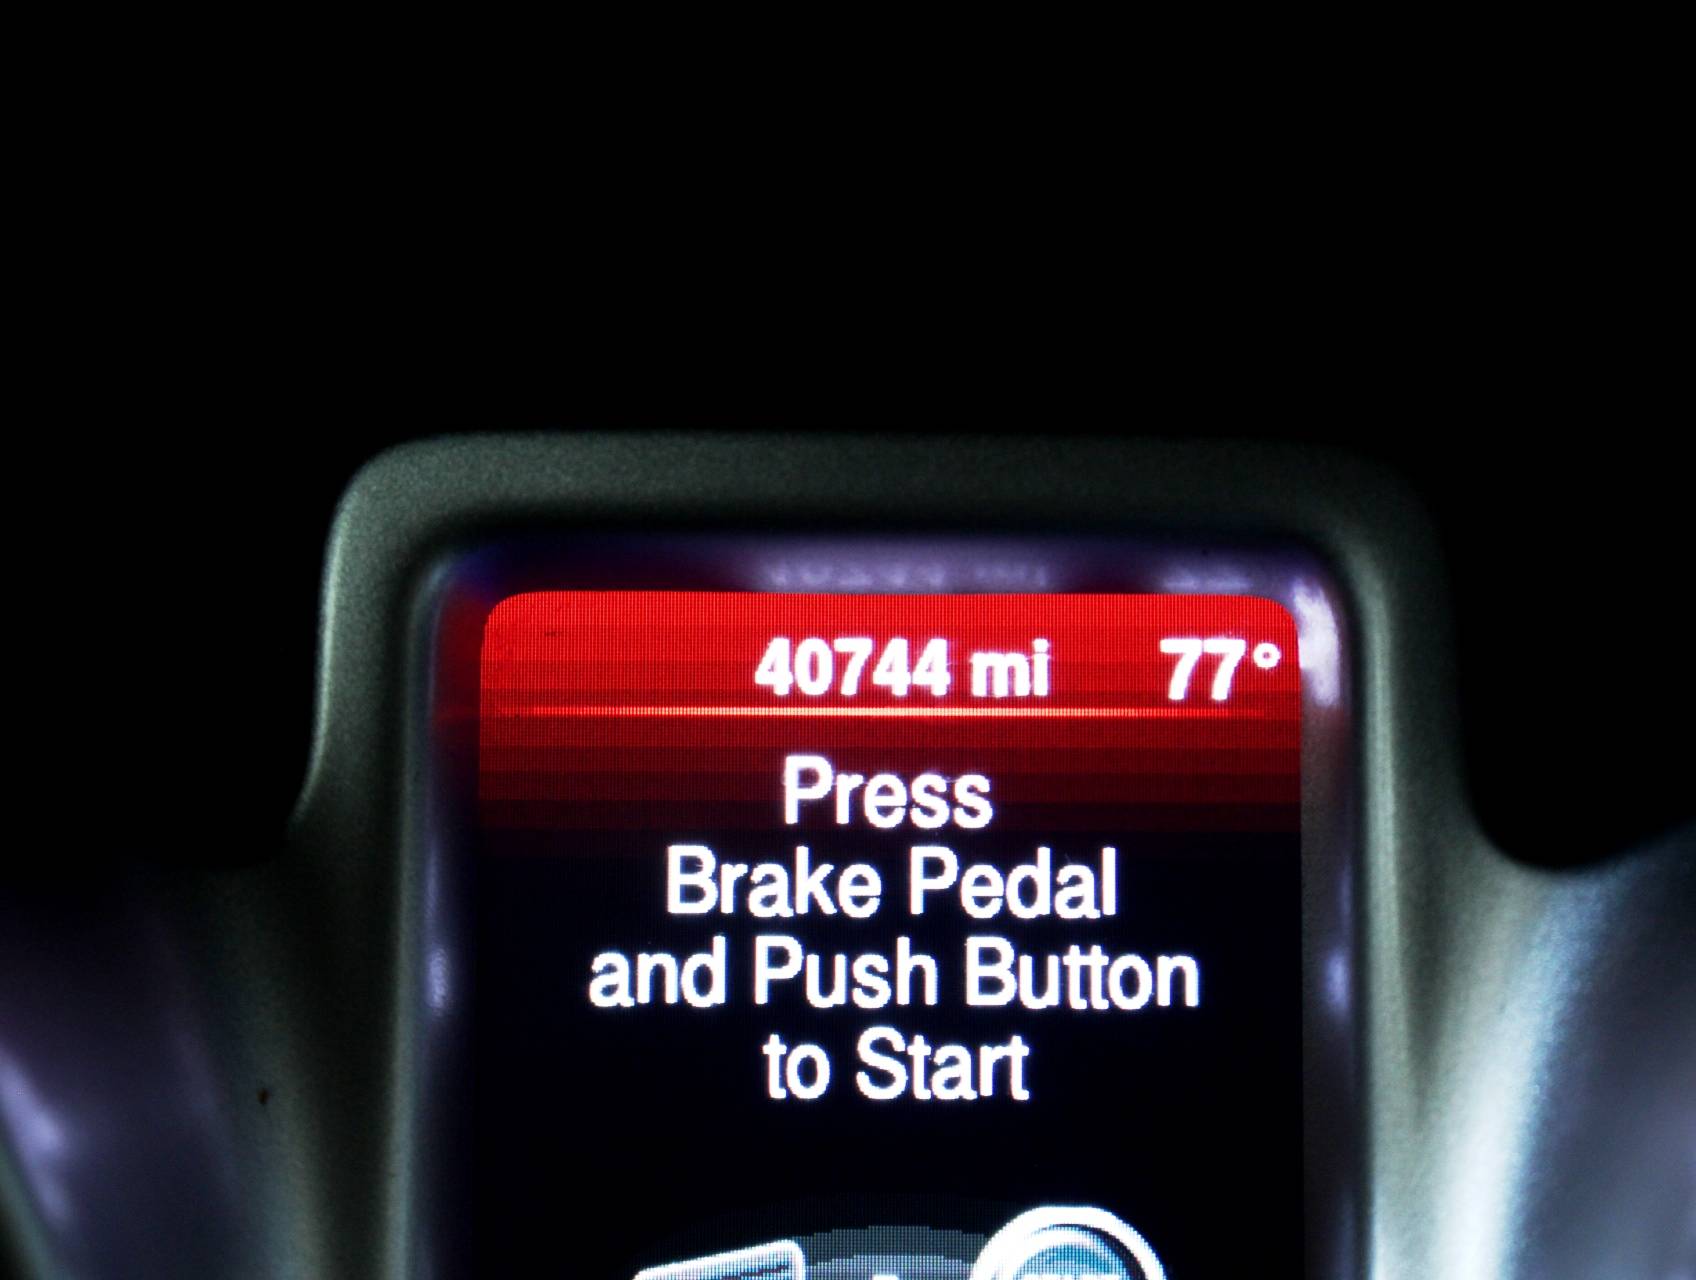 40744 mi 77°
Press
Brake Pedal
and Push Button
to Start